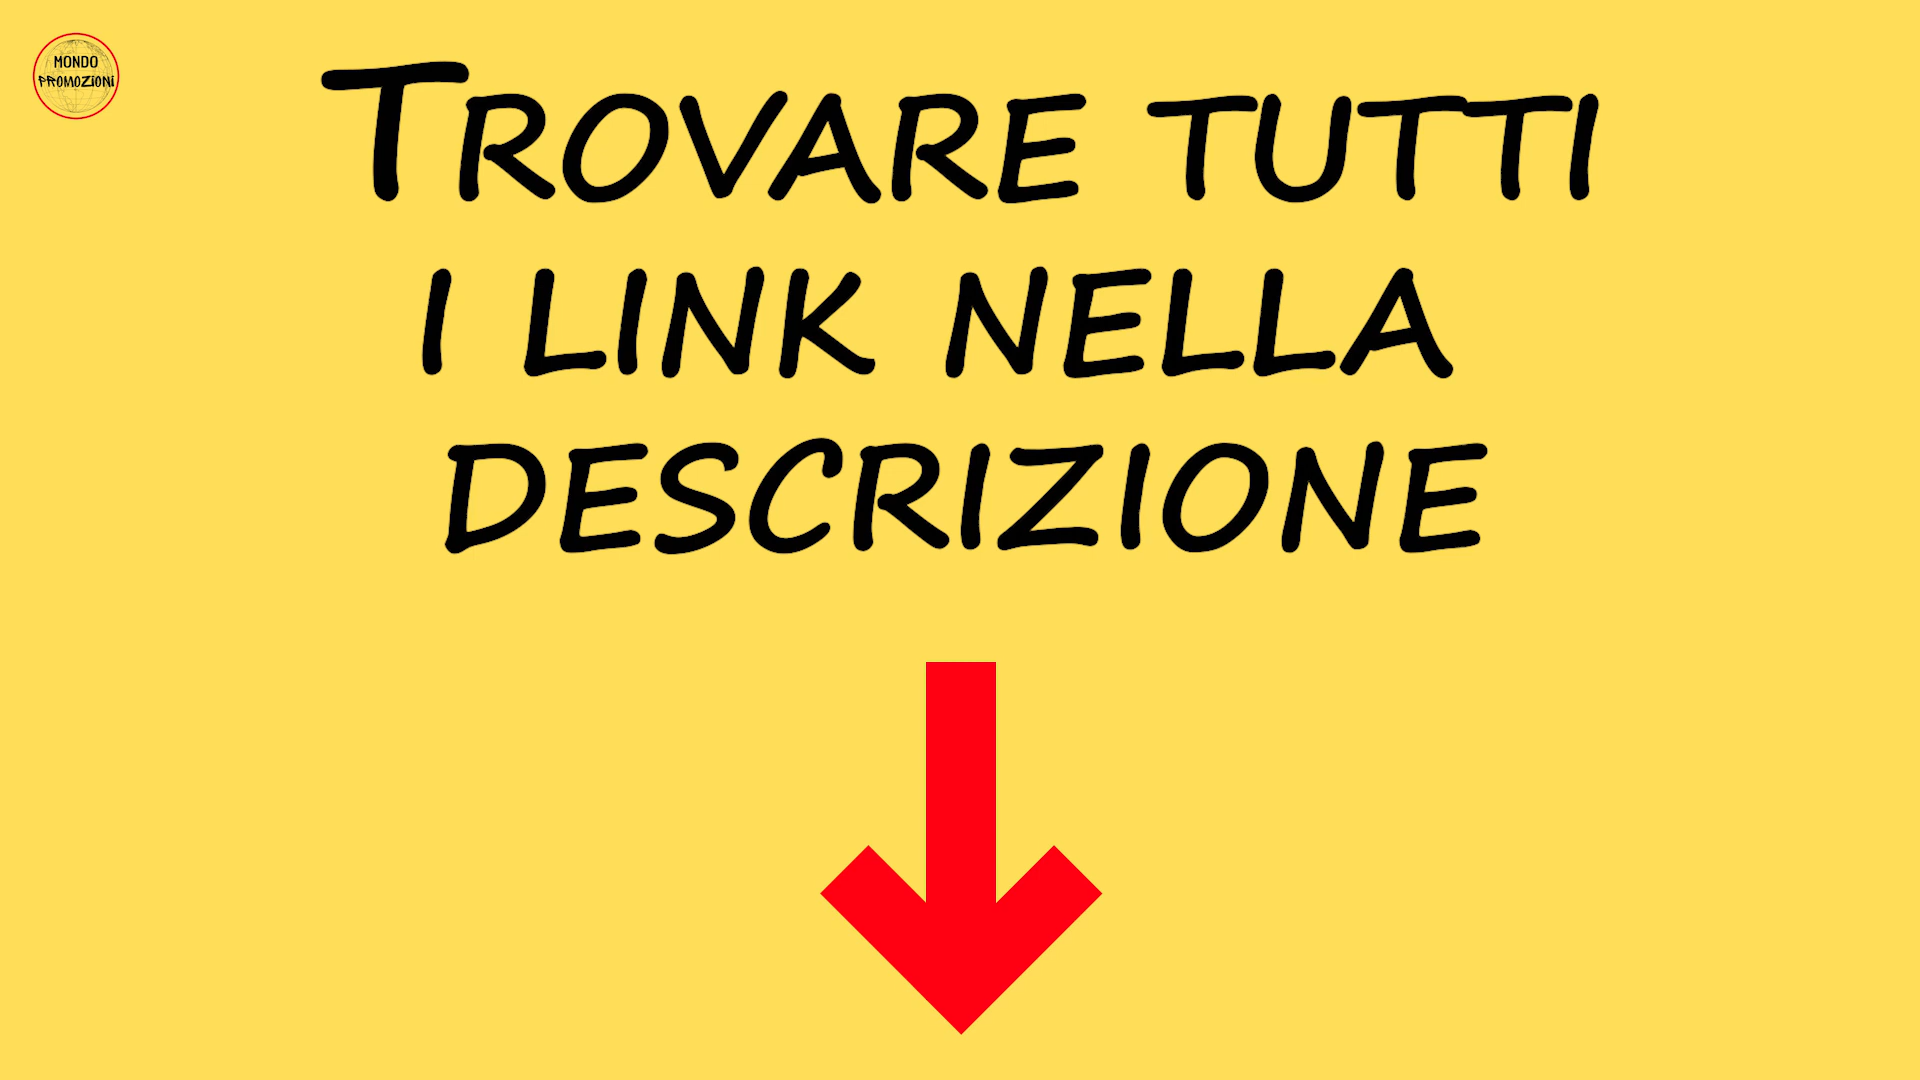 MONDO
PROMOZIONI
TROVARE TUTTI
I LINK NELLA
DESCRIZIONE